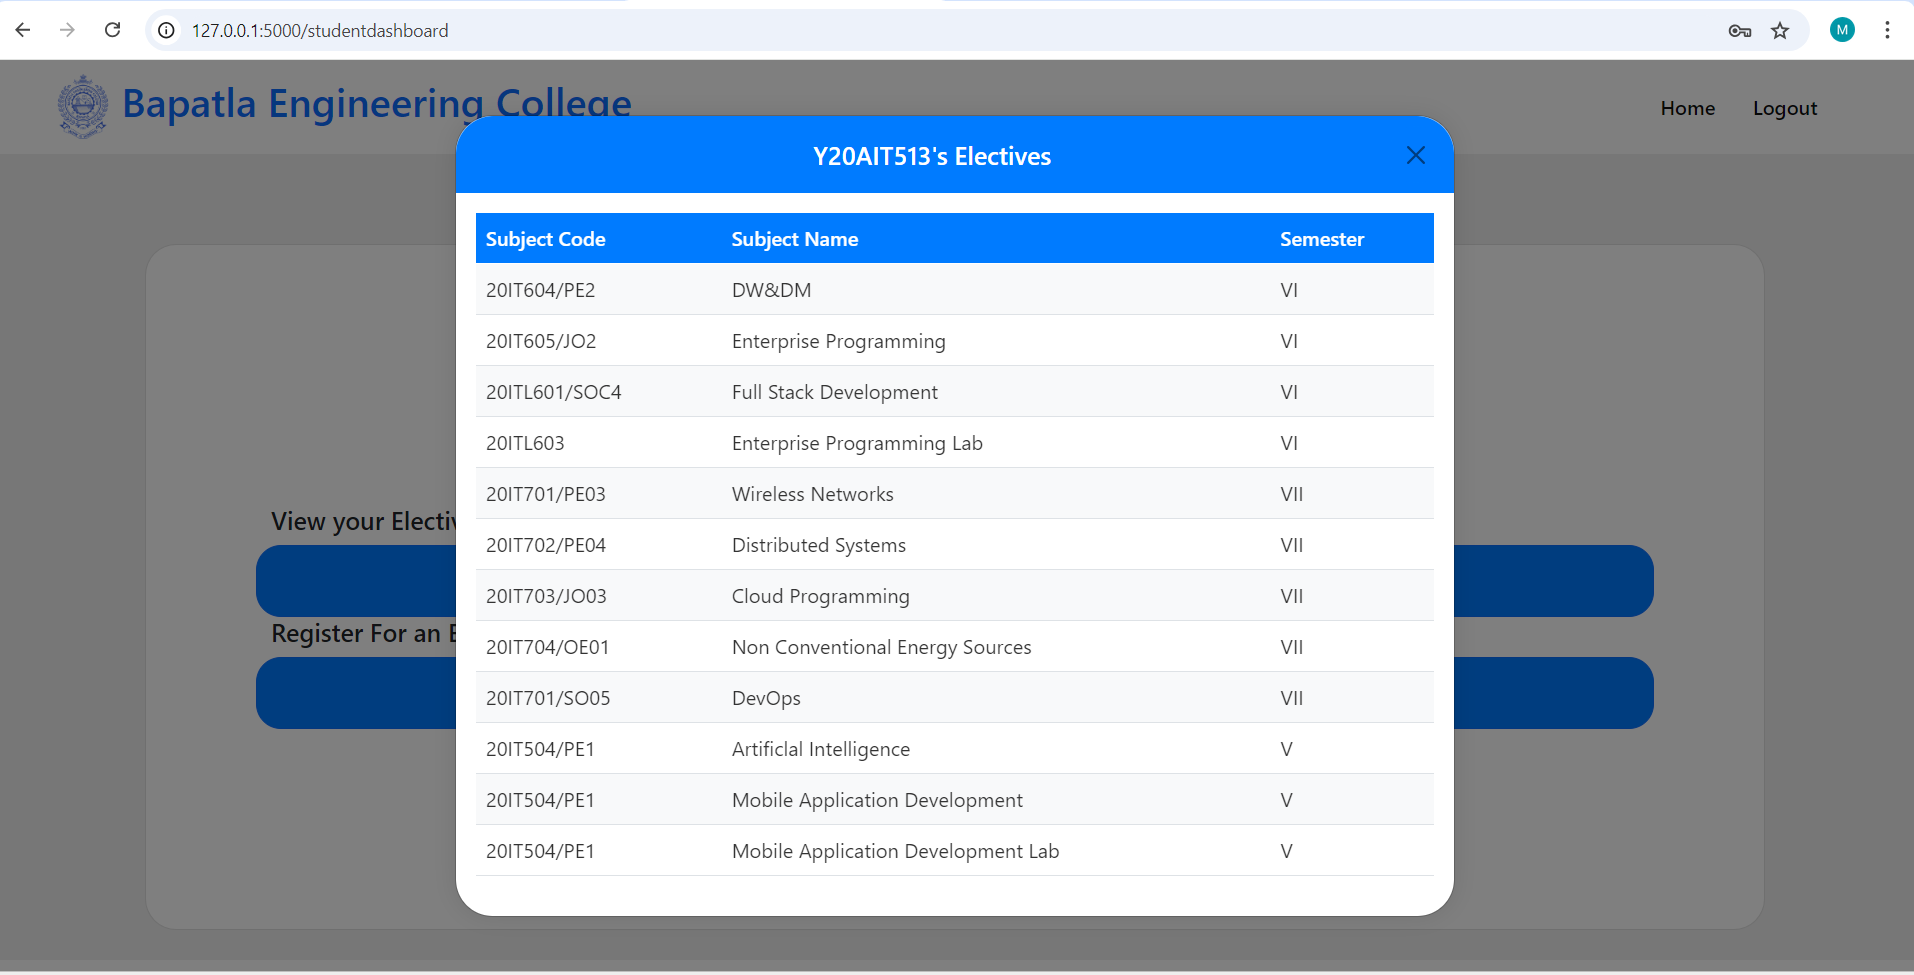 127.0.0.1:5000/studentdashboard
M
Bapatla Engineering College
Home Logout
Y20AIT513's Electives
Subject Code Subject Name Semester
20IT604/PE2 DW&DM VI
20IT605/JO2 Enterprise Programming VI
20ITL601/SOC4 Full Stack Development VI
20ITL603 Enterprise Programming Lab VI
20IT701/PE03 Wireless Networks VII
20IT702/PE04 Distributed Systems VII
20IT703/JO03 Cloud Programming VII
20IT704/OE01 Non Conventional Energy Sources VII
20IT701/SO05 DevOps VII
20IT504/PE1 Artificlal Intelligence V
20IT504/PE1 Mobile Application Development V
20IT504/PE1 Mobile Application Development Lab V
View your
Register For an